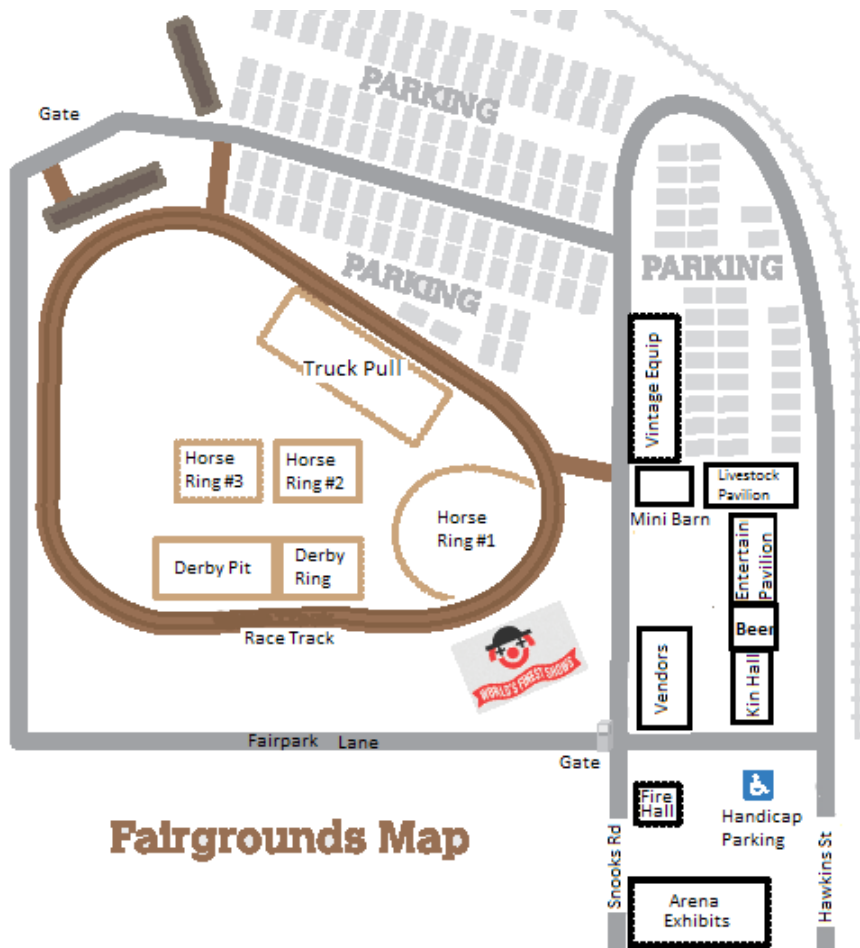 PARKING
Gate
PARKING
PARKING
Vintage Equip
Truck Pull
Horse
Ring #3
Horse
Ring #2
Livestock
Pavilion
Mini Barn
Horse
Ring #1
Entertain
Pavilion
Derby Pit
Derby
Ring
Race Track
Beer
WORLD'S FINEST SHOWS
Vendors
Kin Hall
Fairpark Lane
Gate
Fire
Hall
Handicap
Parking
Fairgrounds Map
Snooks Rd
Hawkins St
Arena
Exhibits